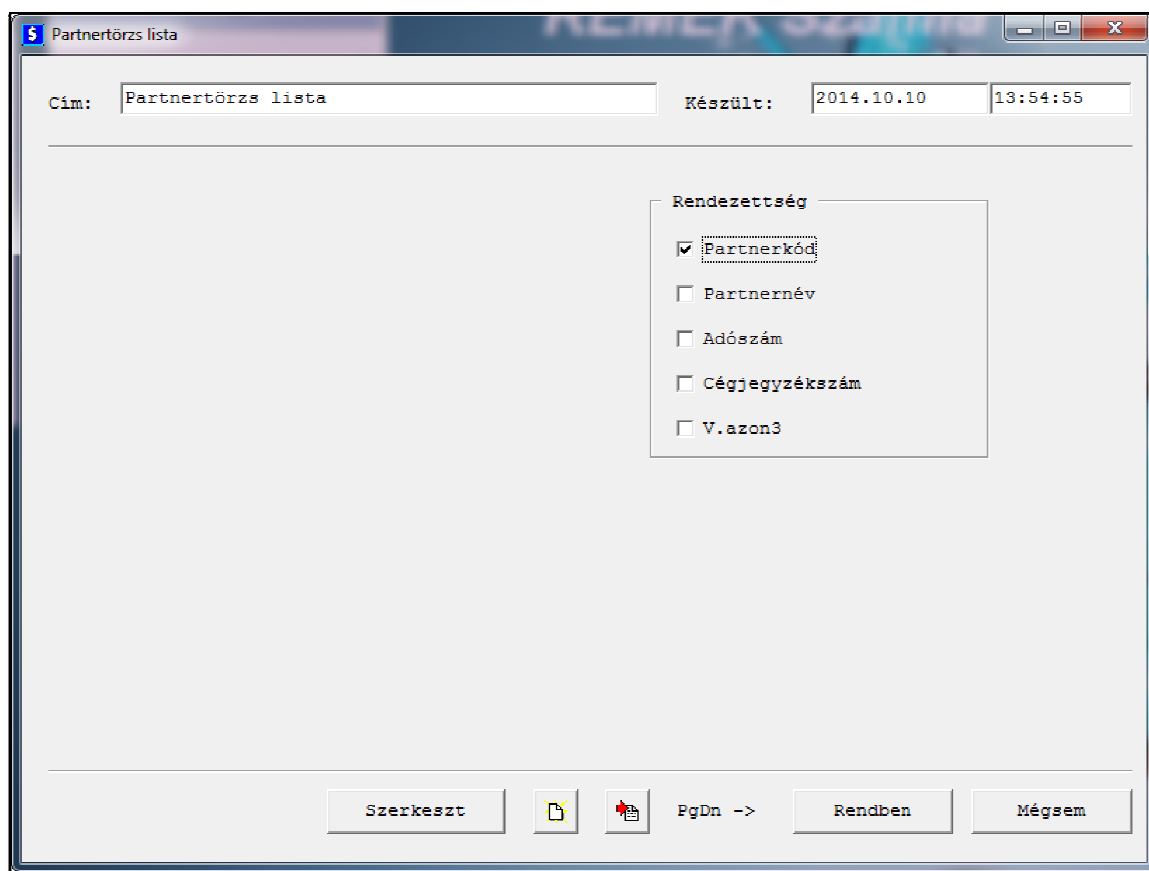 Partnertörzs lista
Cím: Partnertörzs lista Készült: 2014.10.10 13:54:55
Rendezettség
Partnerkód
Partnernév
Adószám
Cégjegyzékszám
V.azon3
Szerkeszt PgDn -> Rendben Mégsem